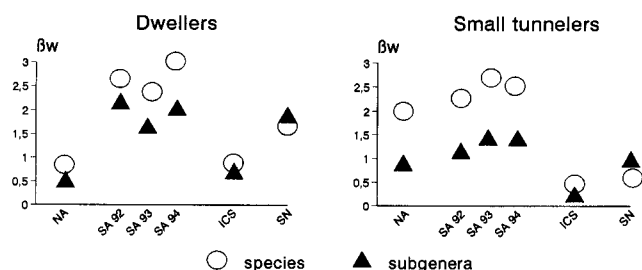 Dwellers
Small tunnelers
ßw
3
2,5
2
1,5
1
0,5
0
NA
SA 92
SA 93
SA 94
ICS
SN
ßw
3
2,5
2
1,5
1
0,5
0
NA
SA 92
SA 93
SA 94
ICS
SN
species
subgenera